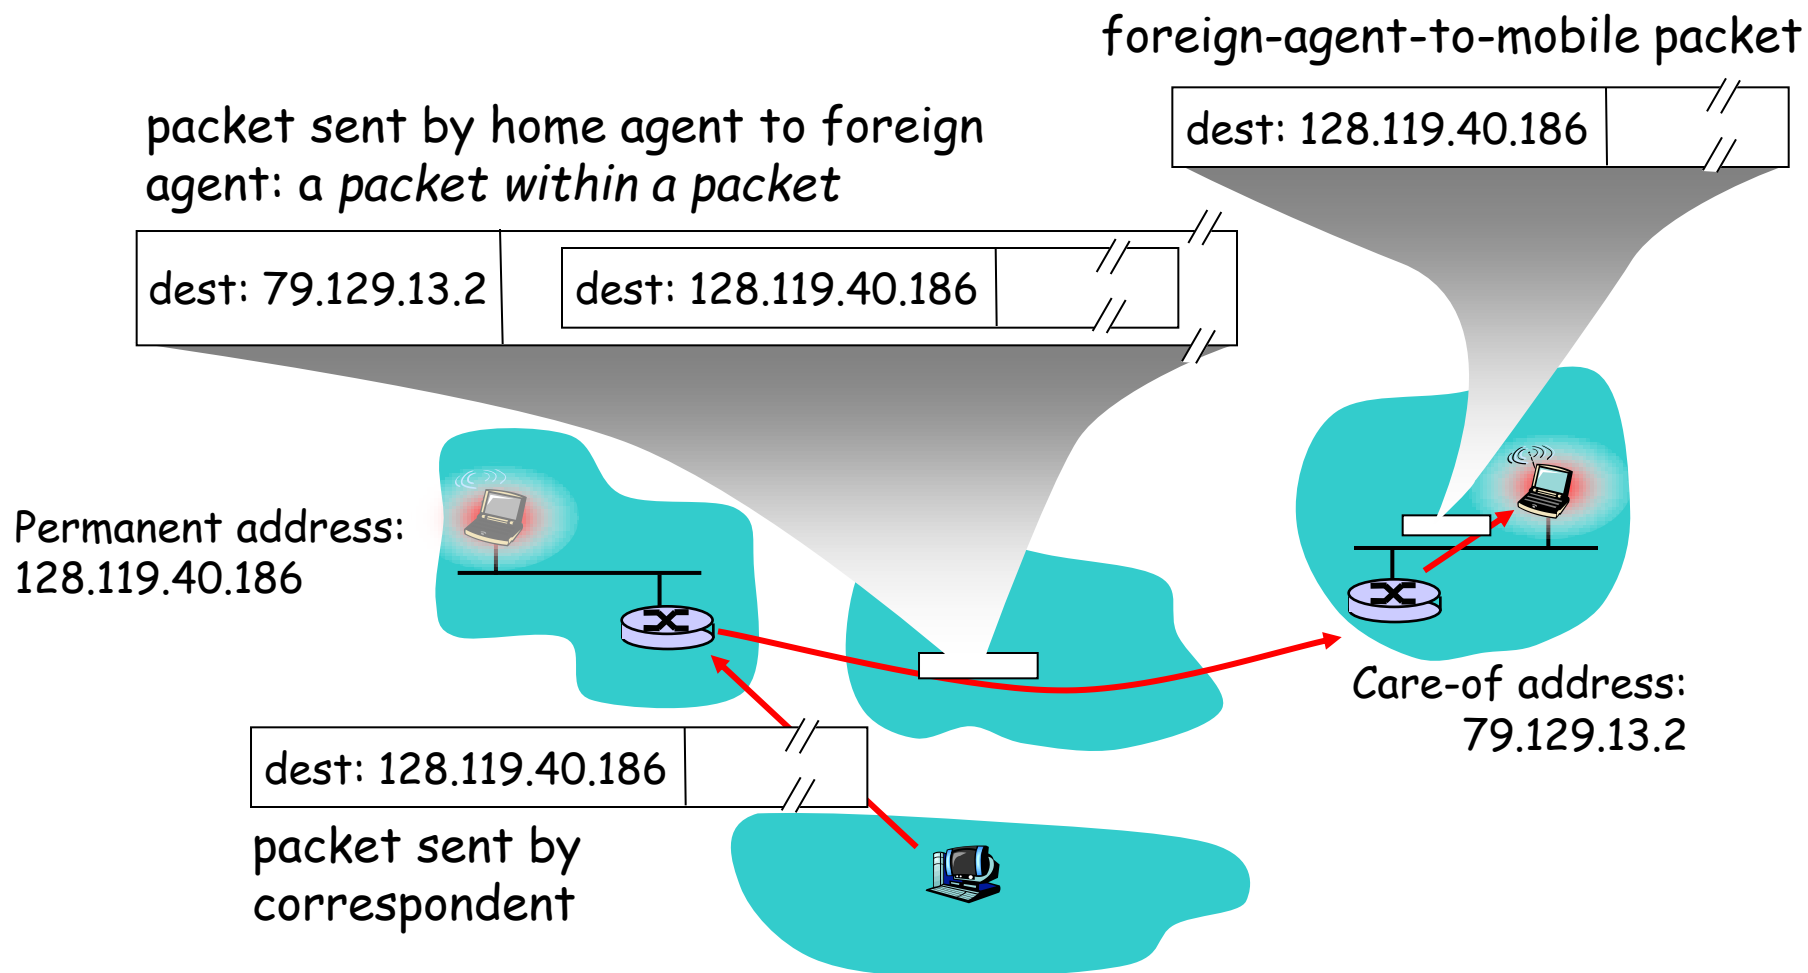 foreign-agent-to-mobile packet
dest: 128.119.40.186
packet sent by home agent to foreign
agent: a packet within a packet
dest: 79.129.13.2
dest: 128.119.40.186
Permanent address:
128.119.40.186
Care-of address:
79.129.13.2
dest: 128.119.40.186
packet sent by
correspondent